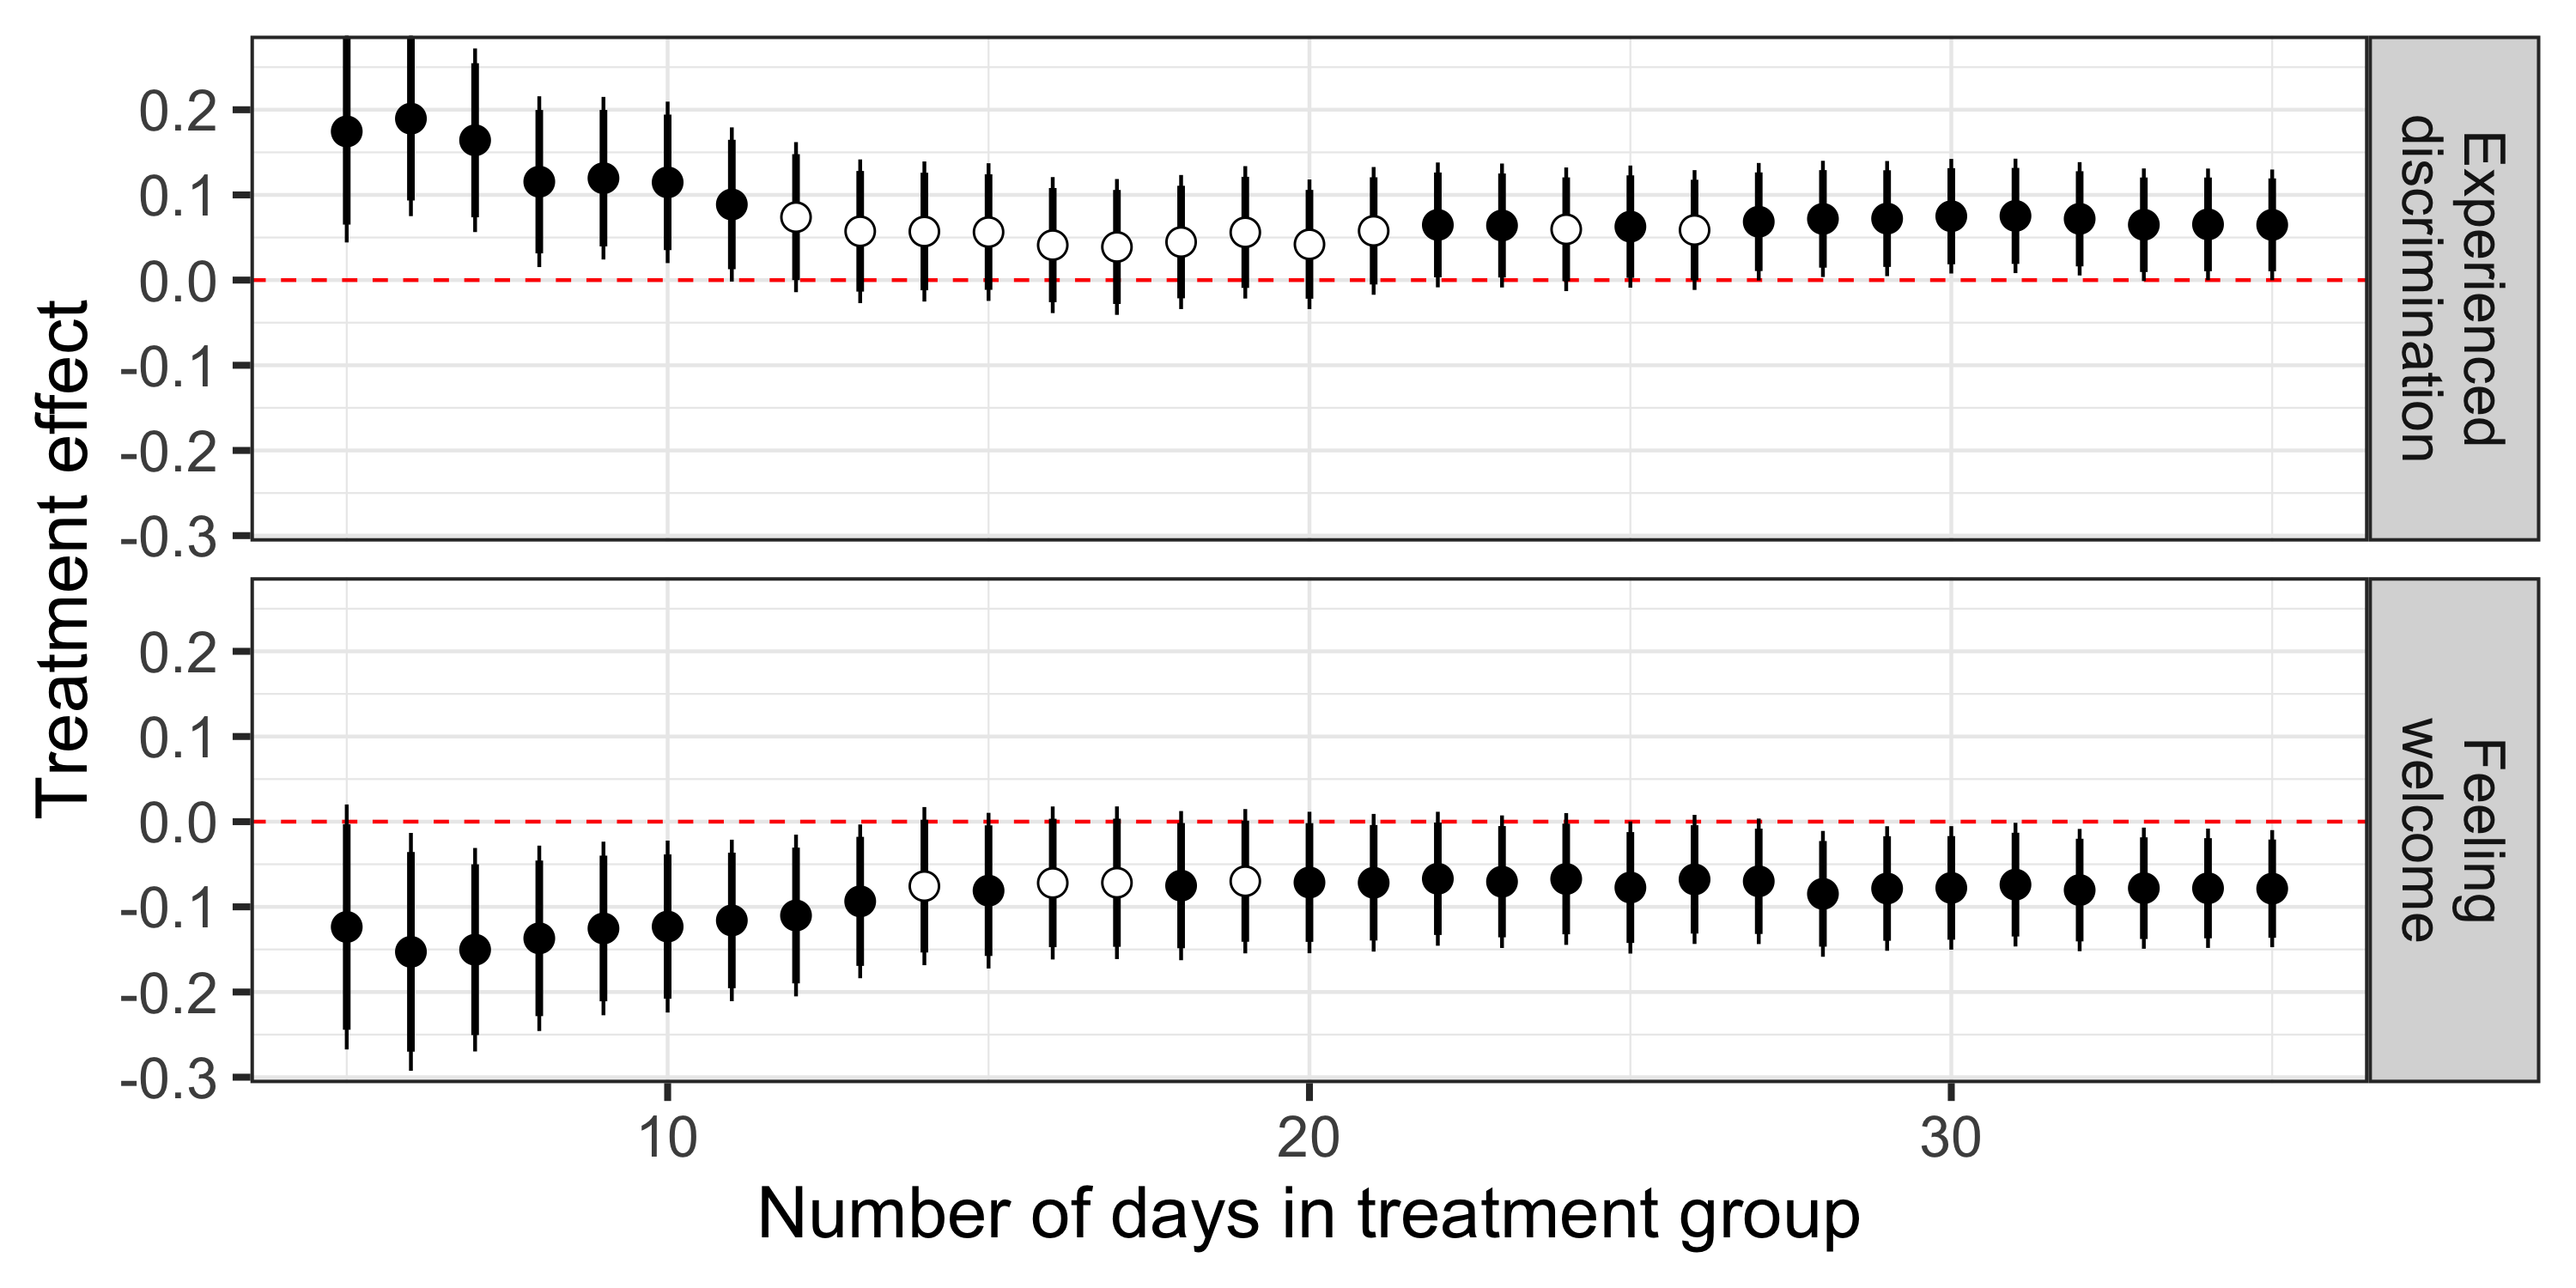 Treatment effect
0.2
0.1
0.0
-0.1
-0.2
-0.3
Experienced
discrimination
0.2
0.1
0.0
-0.1
-0.2
-0.3
Feeling
welcome
10 20 30
Number of days in treatment group